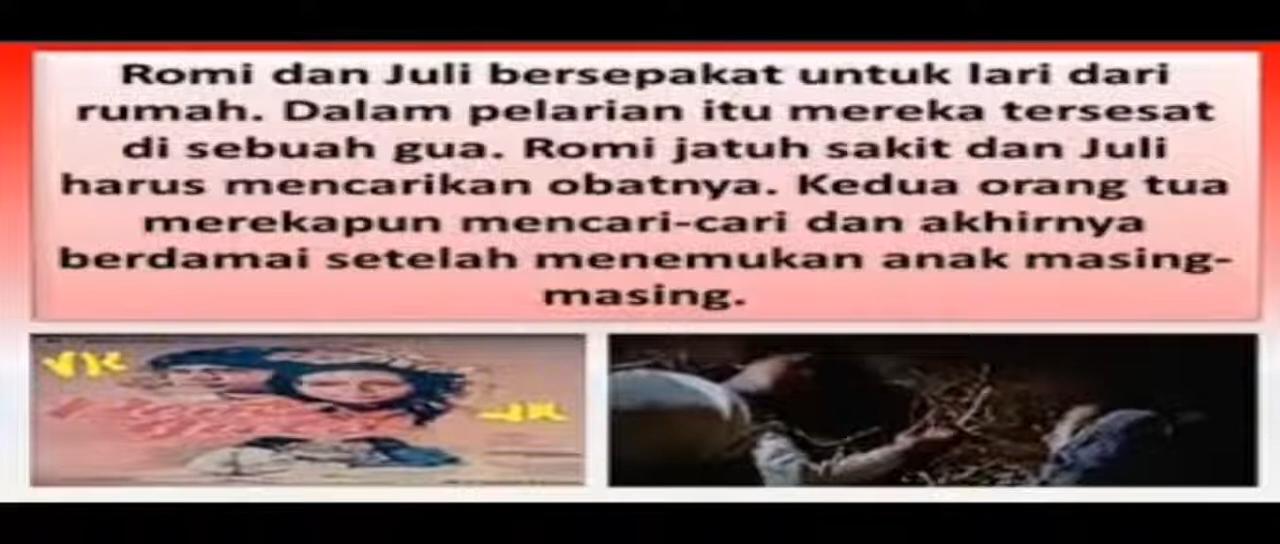 Romi dan Juli bersepakat untuk lari dari
rumah. Dalam pelarian itu mereka tersesat
di sebuah gua. Romi jatuh sakit dan Juli
harus mencarikan obatnya. Kedua orang tua
merekapun mencari-cari dan akhirnya
berdamai setelah menemukan anak masing-
masing.